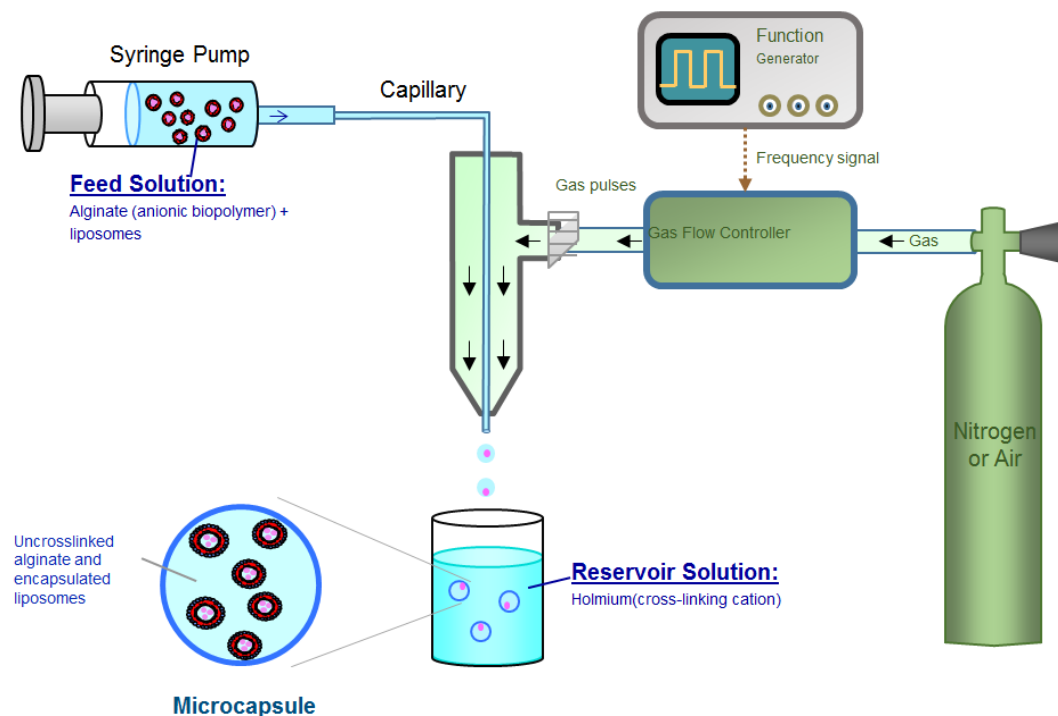 Syringe Pump
Capillary
Function
Generator
Feed Solution:
Alginate (anionic biopolymer) +
liposomes
Frequency signal
Gas pulses
Gas Flow Controller
Gas
Nitrogen
or Air
Uncrosslinked
alginate and
encapsulated
liposomes
Reservoir Solution:
Holmium(cross-linking cation)
Microcapsule